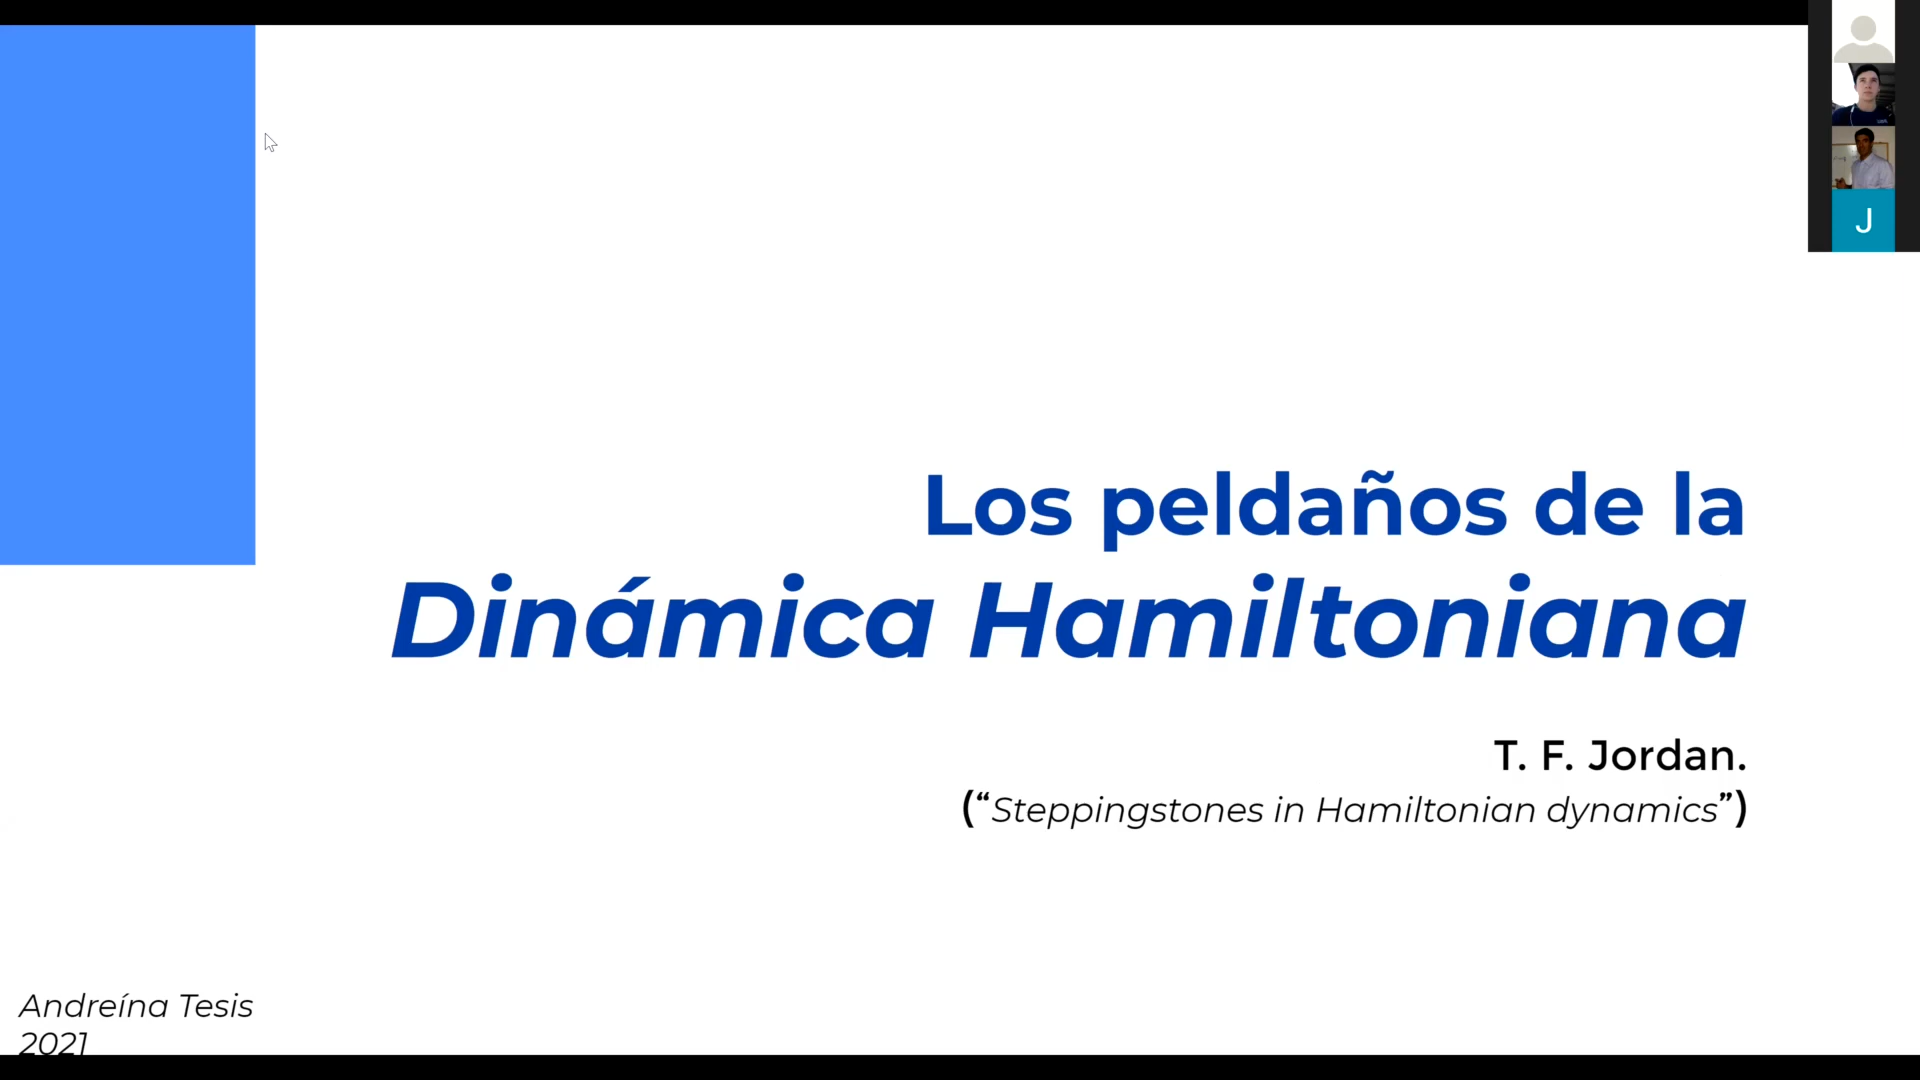 J
Los peldaños de la
Dinámica Hamiltoniana
T. F. Jordan.
(“Steppingstones in Hamiltonian dynamics”)
Andreína Tesis
2021